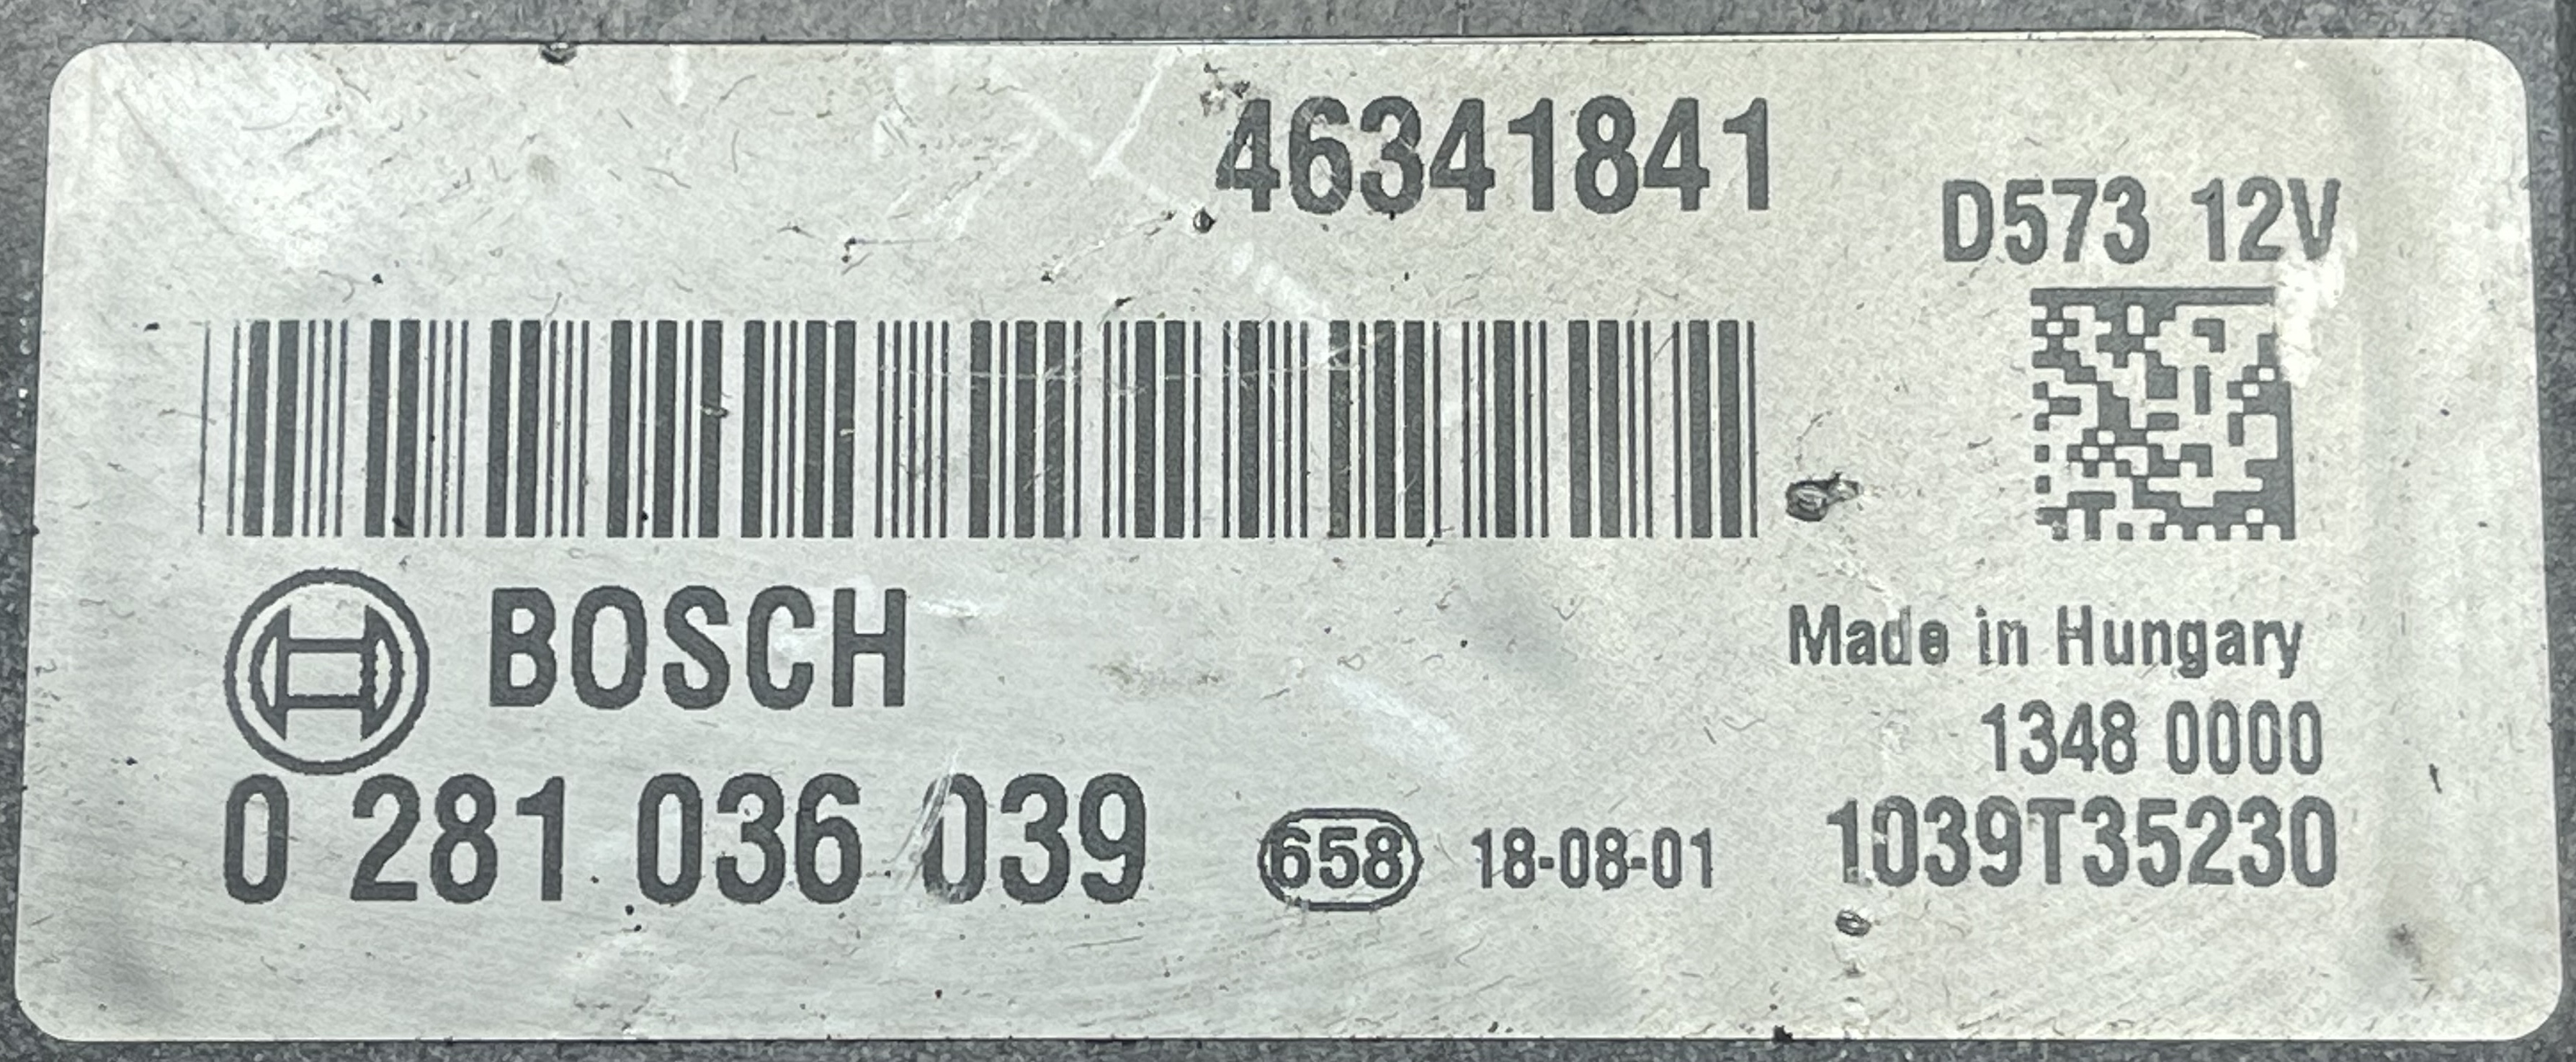 46341841
D573 12V
BOSCH
Made in Hungary
1348 0000
0 281 036 039
658 18-08-01
1039T35230